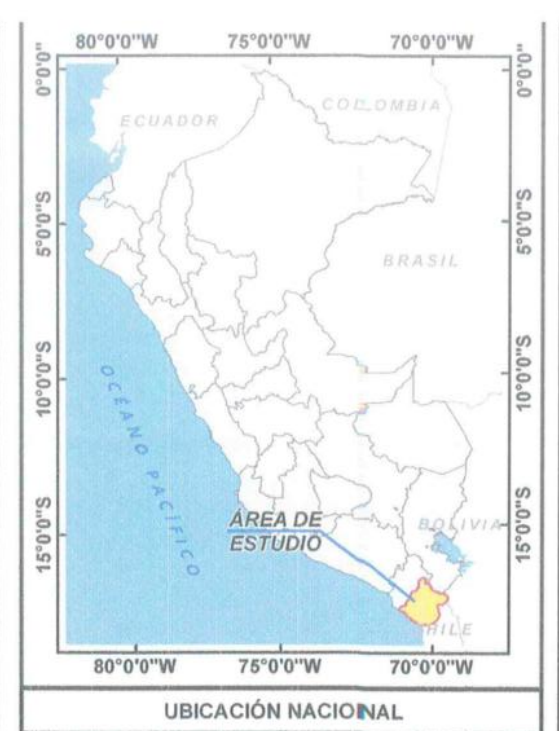 80°0'0"W 75°0'0"W 70°0'0"W
0°0'0" 0°0'0"
COLOMBIA
ECUADOR
5°0'0"S 5°0'0"S
BRASIL
10°0'0"S 10°0'0"S
OCÉANO PACÍFICO
15°0'0"S 15°0'0"S
ÁREA DE
ESTUDIO
BOLIVIA
HILE
80°0'0"W 75°0'0"W 70°0'0"W
UBICACIÓN NACIONAL